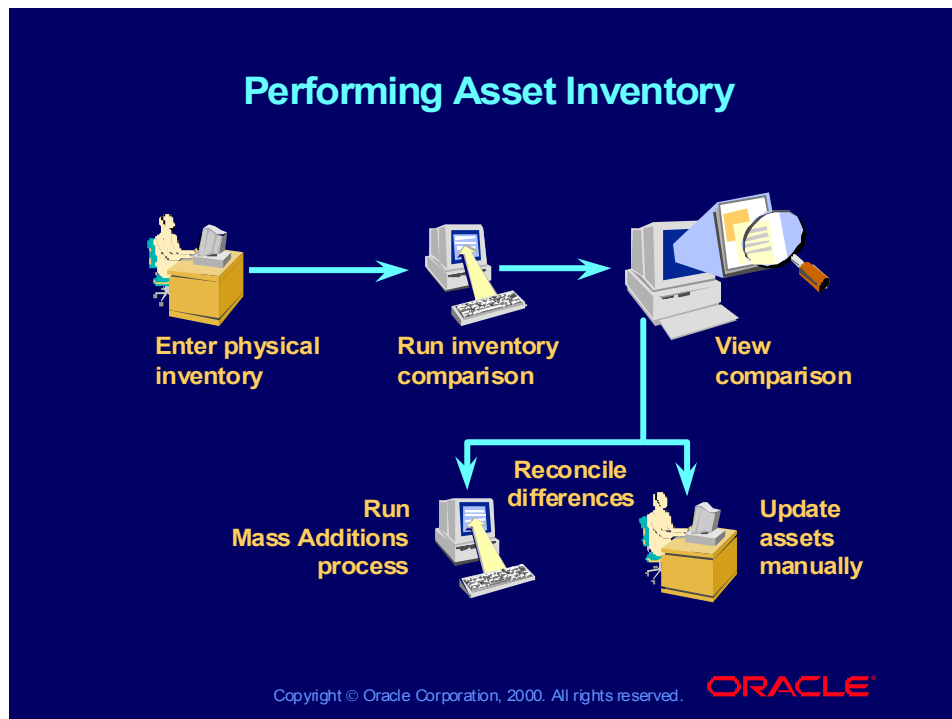 Performing Asset Inventory
Enter physical
inventory
Run inventory
comparison
View
comparison
Reconcile
differences
Run
Mass Additions
process
Update
assets
manually
Copyright © Oracle Corporation, 2000. All rights reserved.
ORACLE®